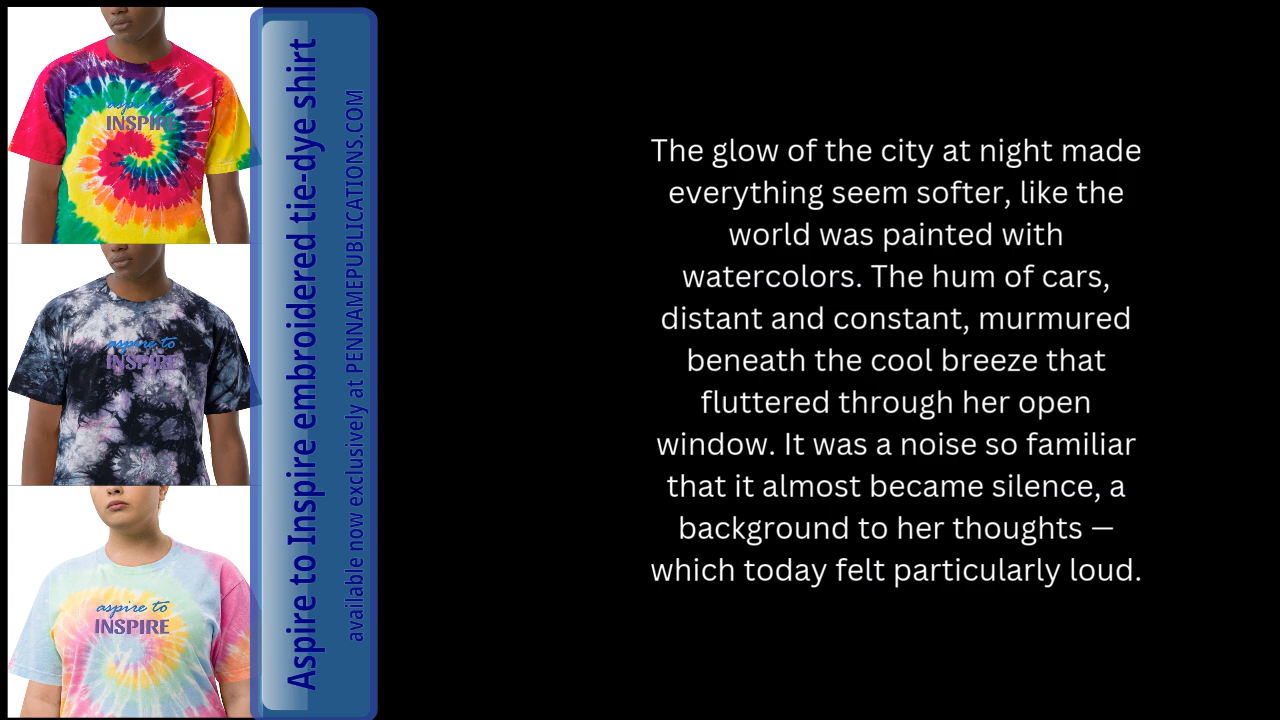 aspire to
INSPIRE
aspire to
INSPIRE
aspire to
INSPIRE
Aspire to Inspire embroidered tie-dye shirt
available now exclusively at PENNAMEPUBLICATIONS.COM
The glow of the city at night made
everything seem softer, like the
world was painted with
watercolors. The hum of cars,
distant and constant, murmured
beneath the cool breeze that
fluttered through her open
window. It was a noise so familiar
that it almost became silence, a
background to her thoughts —
which today felt particularly loud.